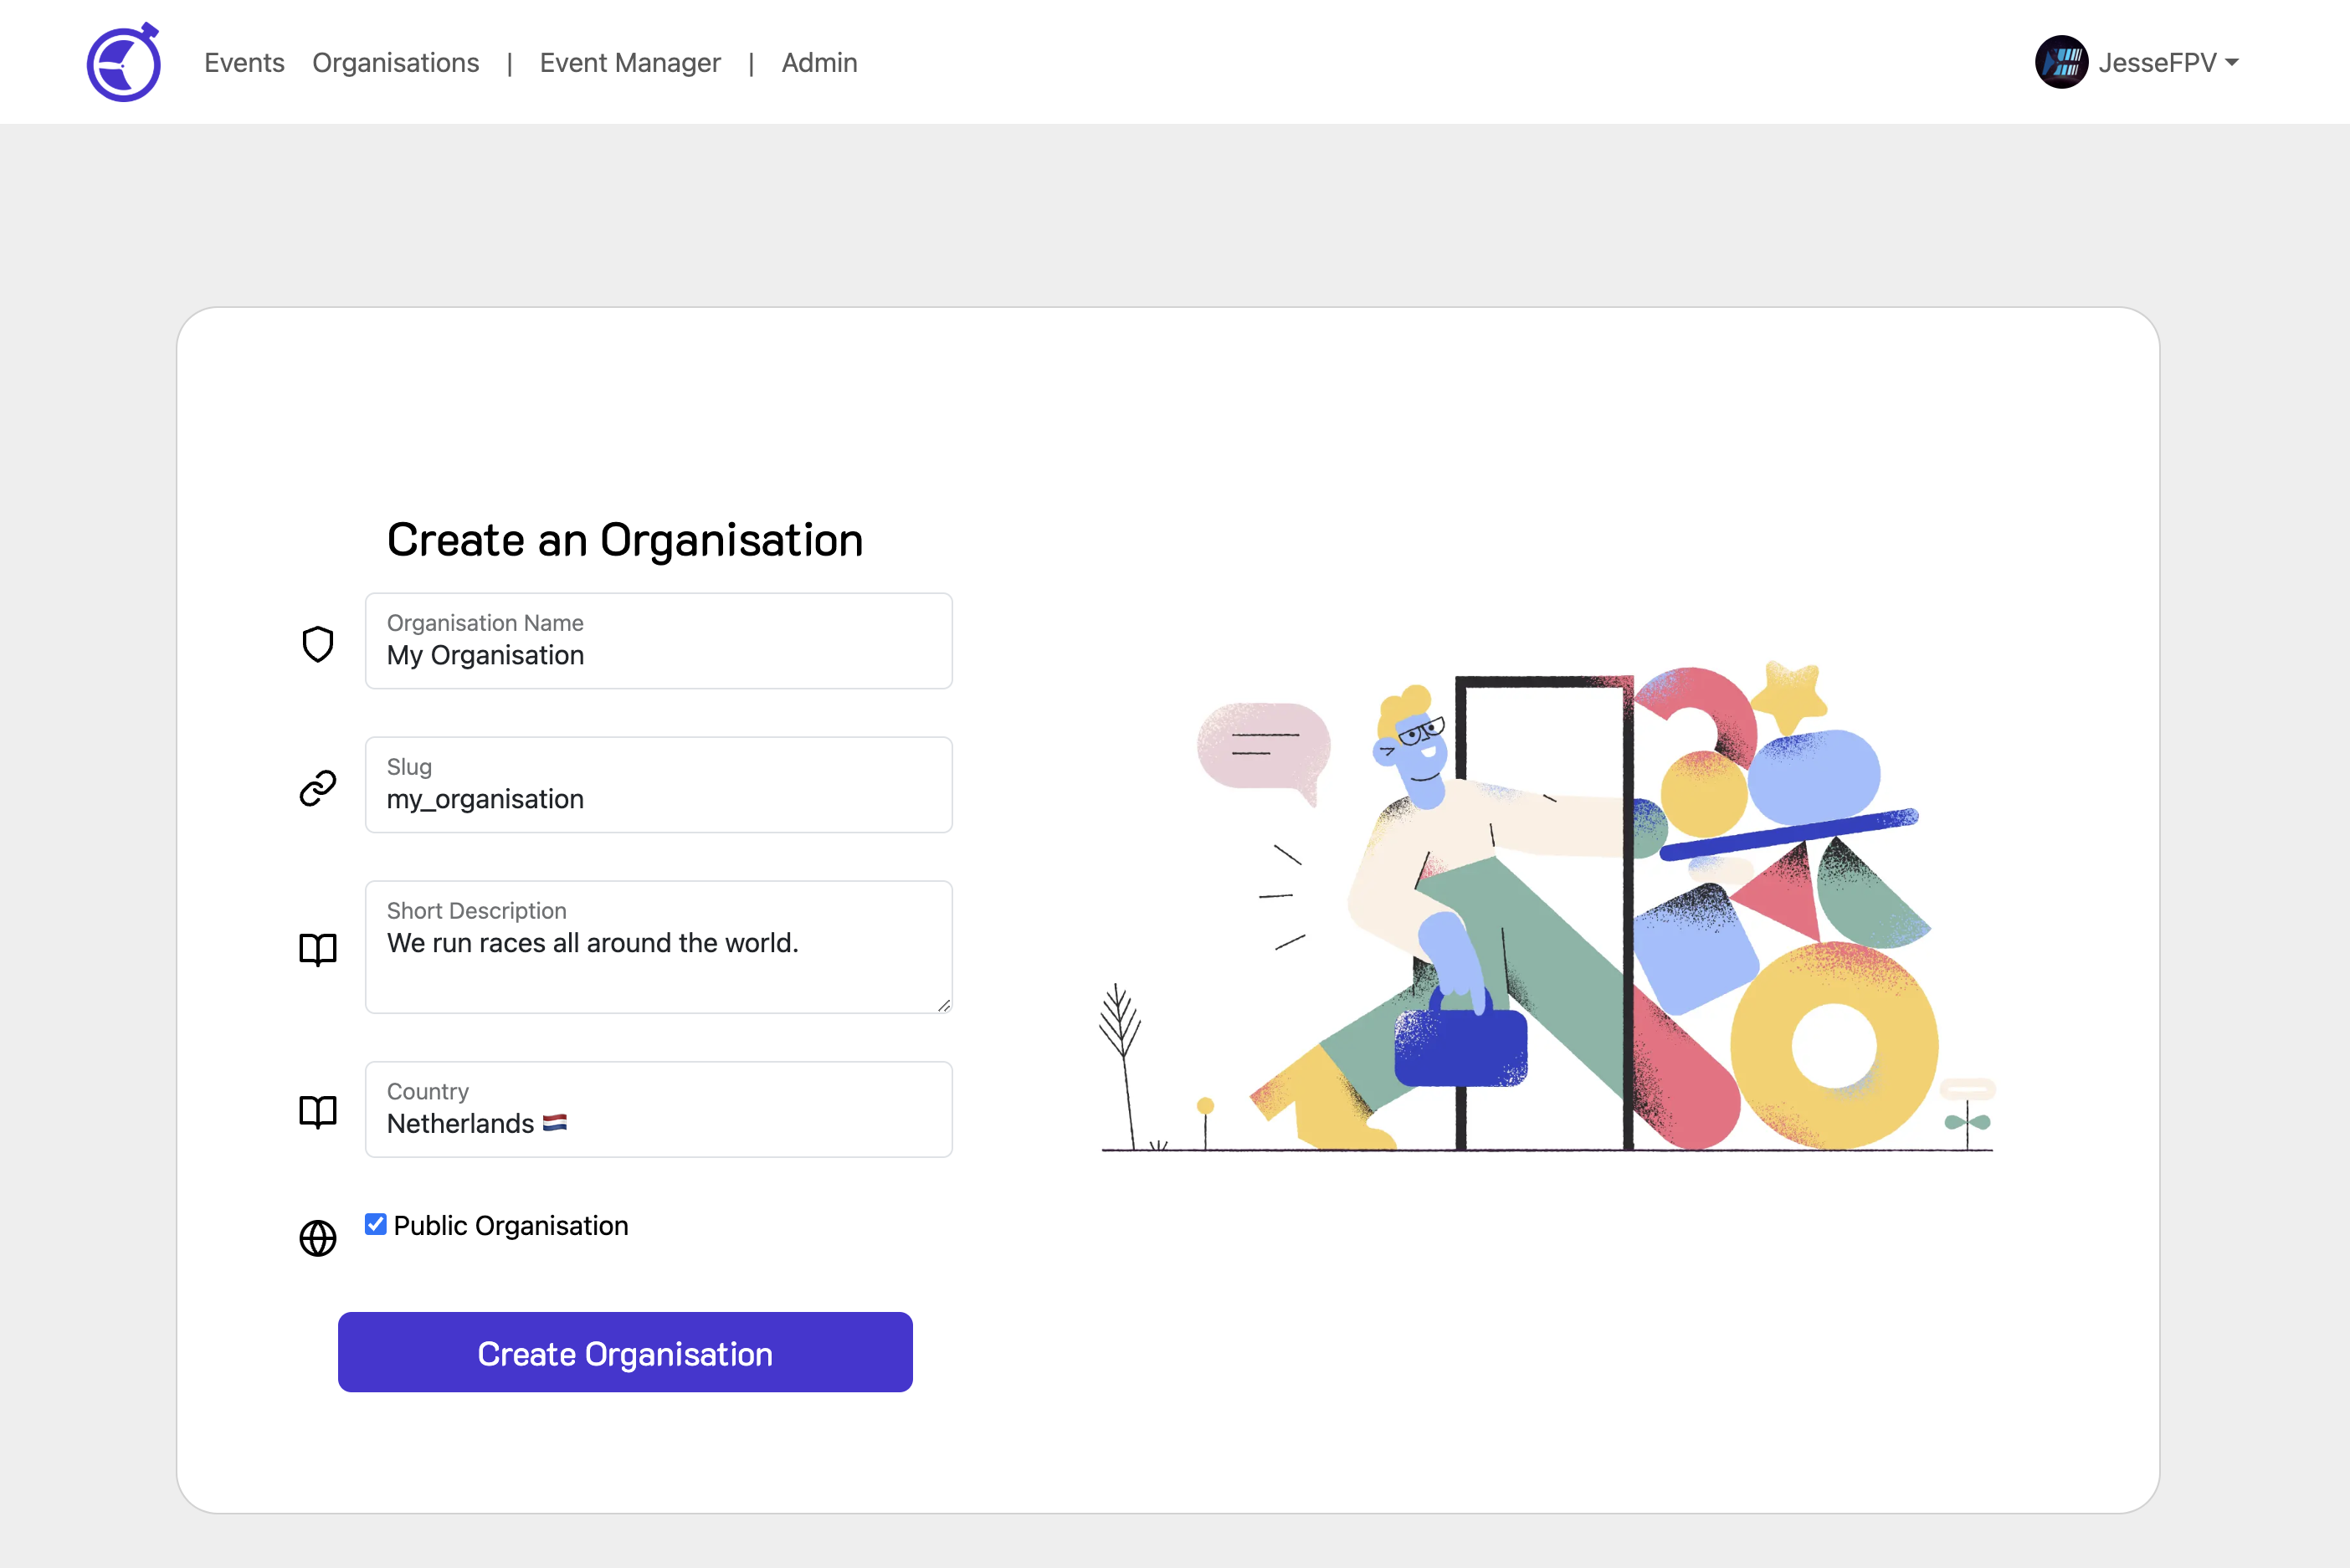 Events Organisations | Event Manager | Admin JesseFPV
Create an Organisation
Organisation Name
My Organisation
Slug
my_organisation
Short Description
We run races all around the world.
Country
Netherlands 🇳🇱
Public Organisation
Create Organisation